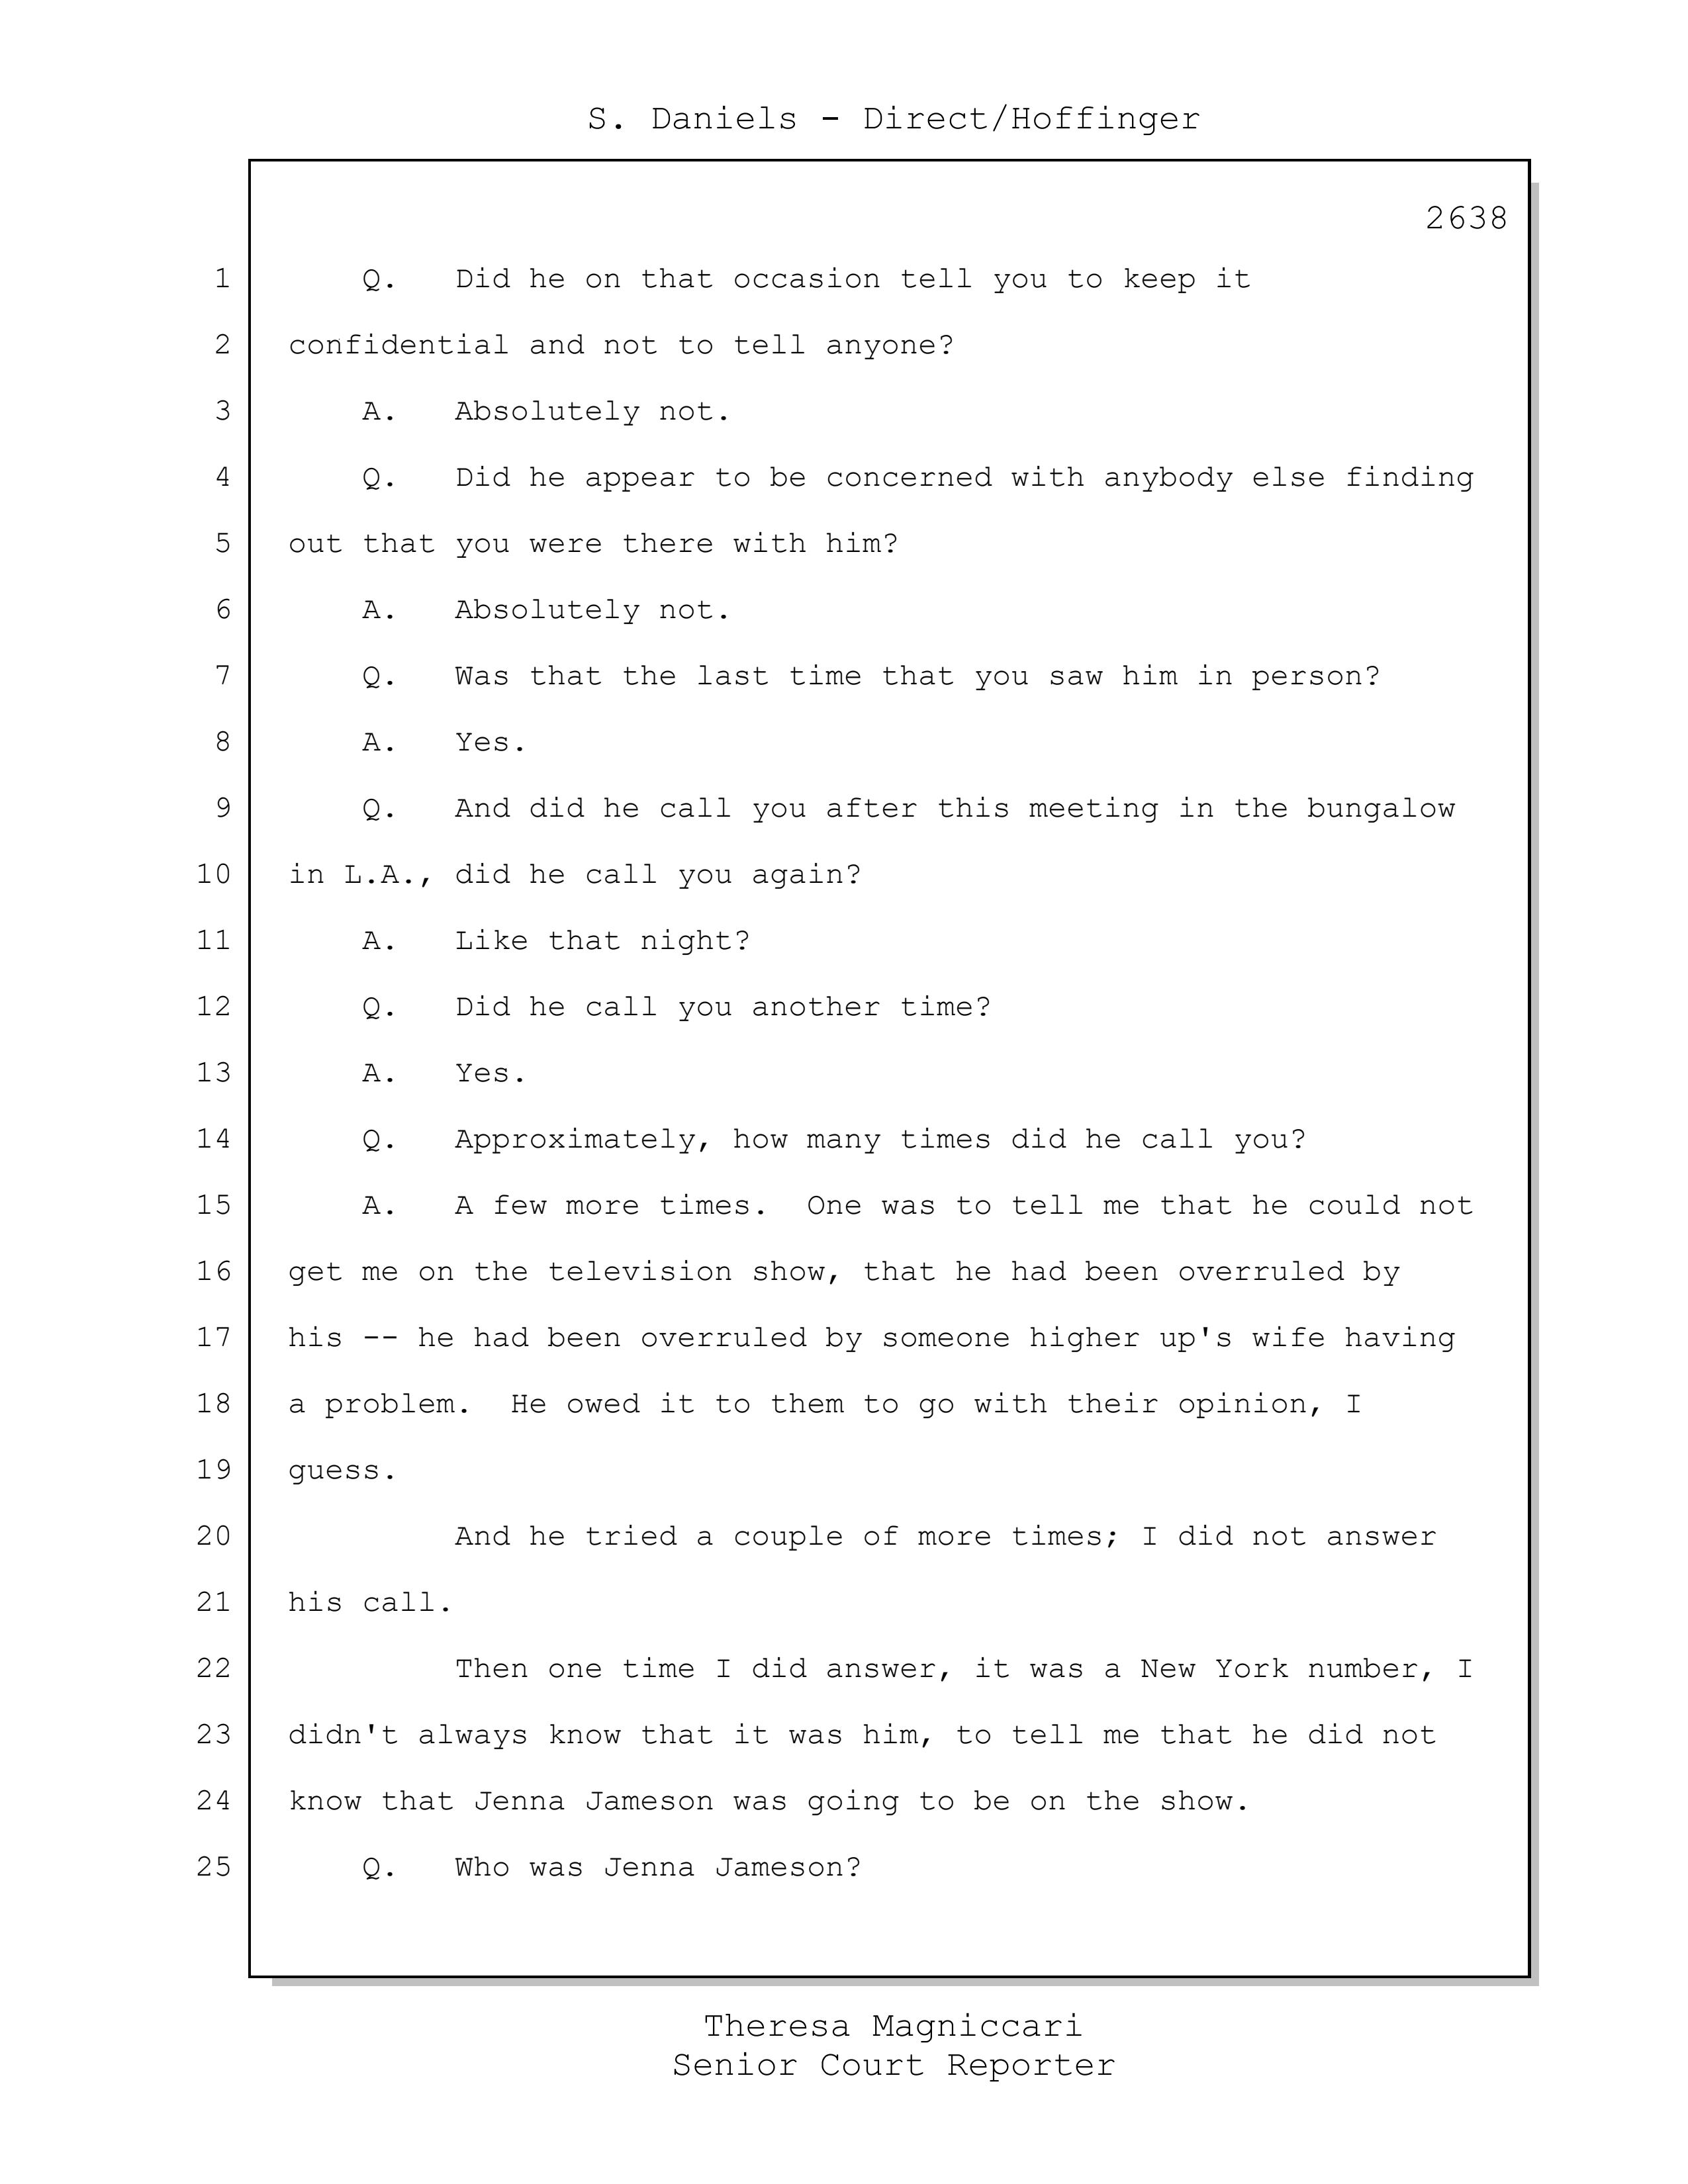 S. Daniels - Direct/Hoffinger
2638
1 Q. Did he on that occasion tell you to keep it
2 confidential and not to tell anyone?
3 A. Absolutely not.
4 Q. Did he appear to be concerned with anybody else finding
5 out that you were there with him?
6 A. Absolutely not.
7 Q. Was that the last time that you saw him in person?
8 A. Yes.
9 Q. And did he call you after this meeting in the bungalow
10 in L.A., did he call you again?
11 A. Like that night?
12 Q. Did he call you another time?
13 A. Yes.
14 Q. Approximately, how many times did he call you?
15 A. A few more times. One was to tell me that he could not
16 get me on the television show, that he had been overruled by
17 his -- he had been overruled by someone higher up's wife having
18 a problem. He owed it to them to go with their opinion, I
19 guess.
20 And he tried a couple of more times; I did not answer
21 his call.
22 Then one time I did answer, it was a New York number, I
23 didn't always know that it was him, to tell me that he did not
24 know that Jenna Jameson was going to be on the show.
25 Q. Who was Jenna Jameson?
Theresa Magniccari
Senior Court Reporter